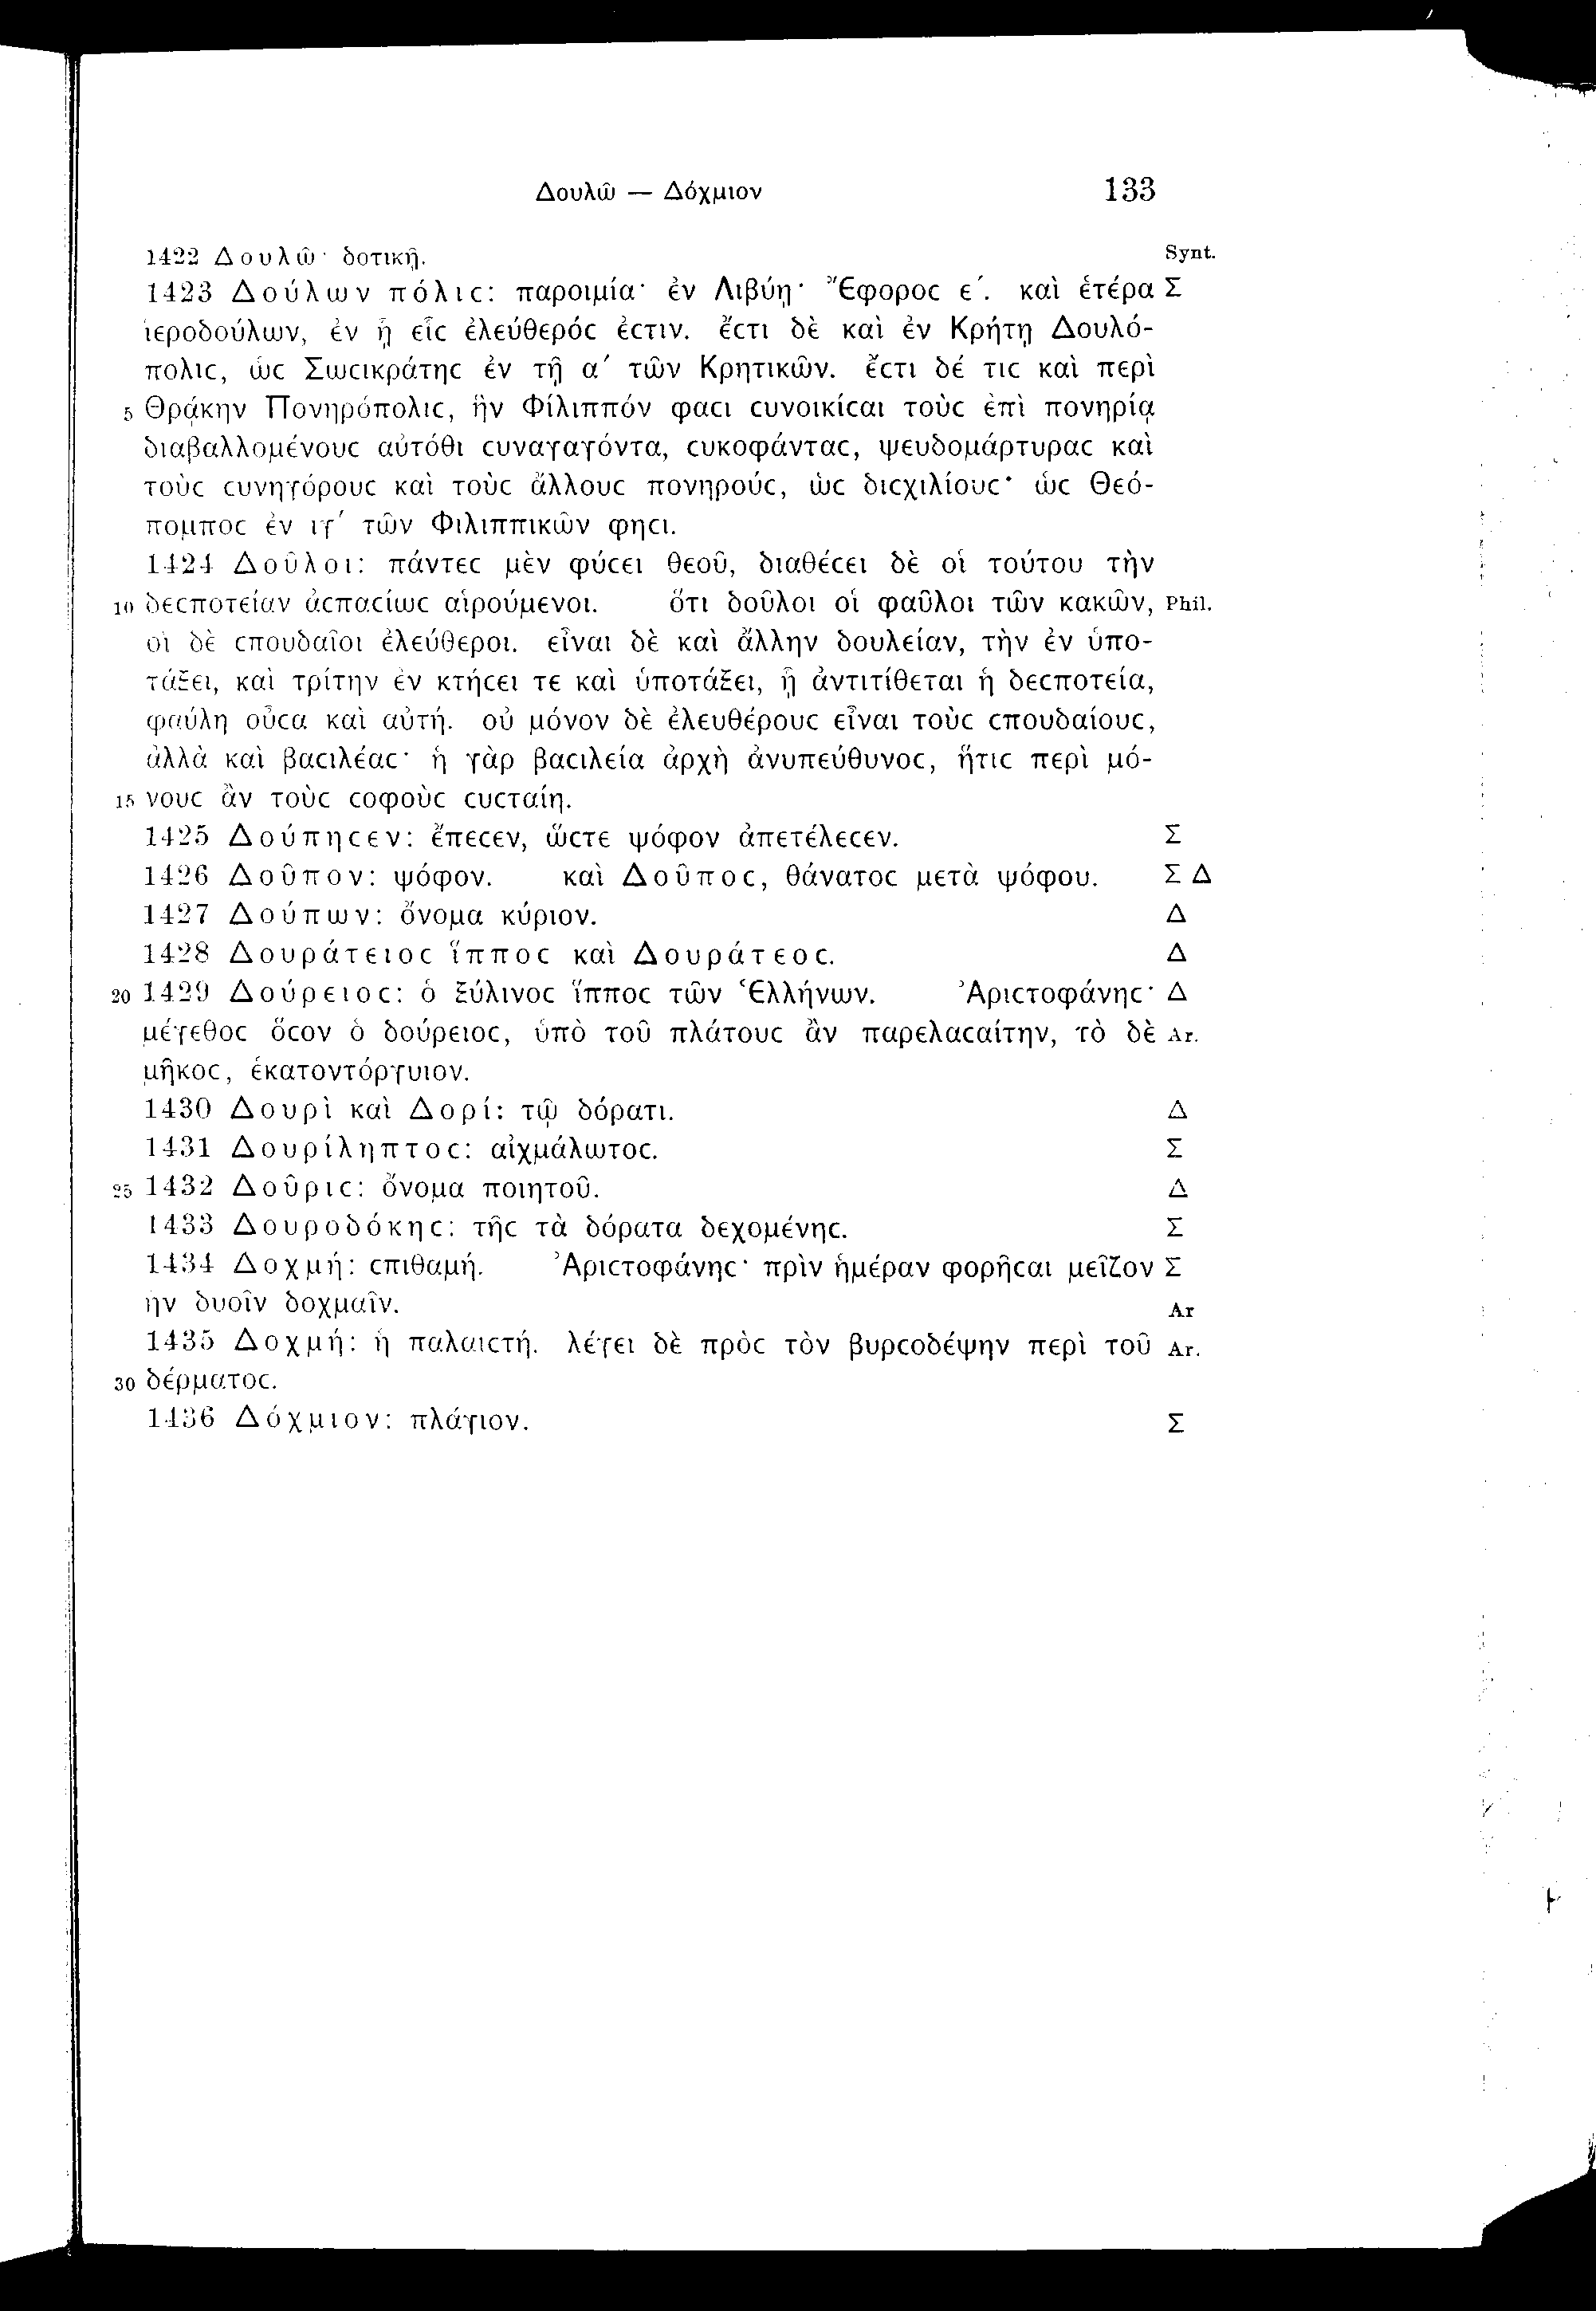 Δουλῶ — Δόχμιον 133
1422 Δουλῶ· δοτικῇ. Synt.
1423 Δούλων πόλιϲ: παροιμία· ἐν Λιβύῃ· Ἔφοροϲ ε΄. καὶ ἑτέρα Σ
ἱεροδούλων, ἐν ᾗ εἷϲ ἐλεύθερόϲ ἐϲτιν. ἔϲτι δὲ καὶ ἐν Κρήτῃ Δουλό-
πολιϲ, ὡϲ Σωϲικράτηϲ ἐν τῇ α΄ τῶν Κρητικῶν. ἔϲτι δέ τιϲ καὶ περὶ
5 Θρᾴκην Πονηρόπολιϲ, ἣν Φίλιππόν φαϲι ϲυνοικίϲαι τοὺϲ ἐπὶ πονηρίᾳ
διαβαλλομένουϲ αὐτόθι ϲυναγαγόντα, ϲυκοφάνταϲ, ψευδομάρτυραϲ καὶ
τοὺϲ ϲυνηγόρουϲ καὶ τοὺϲ ἄλλουϲ πονηρούϲ, ὡϲ διϲχιλίουϲ· ὡϲ Θεό-
πομποϲ ἐν ιγ΄ τῶν Φιλιππικῶν φηϲι.
1424 Δοῦλοι: πάντεϲ μὲν φύϲει θεοῦ, διαθέϲει δὲ οἱ τούτου τὴν
10 δεϲποτείαν ἀϲπαϲίωϲ αἱρούμενοι. ὅτι δοῦλοι οἱ φαῦλοι τῶν κακῶν, Phil.
οἱ δὲ ϲπουδαῖοι ἐλεύθεροι. εἶναι δὲ καὶ ἄλλην δουλείαν, τὴν ἐν ὑπο-
τάξει, καὶ τρίτην ἐν κτήϲει τε καὶ ὑποτάξει, ᾗ ἀντιτίθεται ἡ δεϲποτεία,
φαύλη οὖϲα καὶ αὐτή. οὐ μόνον δὲ ἐλευθέρουϲ εἶναι τοὺϲ ϲπουδαίουϲ,
ἀλλὰ καὶ βαϲιλέαϲ· ἡ γὰρ βαϲιλεία ἀρχὴ ἀνυπεύθυνοϲ, ἥτιϲ περὶ μό-
15 νουϲ ἂν τοὺϲ ϲοφοὺϲ ϲυϲταίη.
1425 Δούπηϲεν: ἔπεϲεν, ὥϲτε ψόφον ἀπετέλεϲεν. Σ
1426 Δοῦπον: ψόφον. καὶ Δοῦποϲ, θάνατοϲ μετὰ ψόφου. Σ Δ
1427 Δούπων: ὄνομα κύριον. Δ
1428 Δουράτειοϲ ἵπποϲ καὶ Δουράτεοϲ. Δ
20 1429 Δούρειοϲ: ὁ ξύλινοϲ ἵπποϲ τῶν Ἑλλήνων. Ἀριϲτοφάνηϲ· Δ
μέγεθοϲ ὅϲον ὁ δούρειοϲ, ὑπὸ τοῦ πλάτουϲ ἂν παρελαϲαίτην, τὸ δὲ Ar.
μῆκοϲ, ἑκατοντόργυιον.
1430 Δουρὶ καὶ Δορί: τῷ δόρατι. Δ
1431 Δουρίληπτοϲ: αἰχμάλωτοϲ. Σ
25 1432 Δοῦριϲ: ὄνομα ποιητοῦ. Δ
1433 Δουροδόκηϲ: τῆϲ τὰ δόρατα δεχομένηϲ. Σ
1434 Δοχμή: ϲπιθαμή. Ἀριϲτοφάνηϲ· πρὶν ἡμέραν φορῆϲαι μεῖζον Σ
ην δυοῖν δοχμαῖν. Ar
1435 Δοχμή: ἡ παλαιϲτή. λέγει δὲ πρὸϲ τὸν βυρϲοδέψην περὶ τοῦ Ar.
30 δέρματοϲ.
1436 Δόχμιον: πλάγιον. Σ